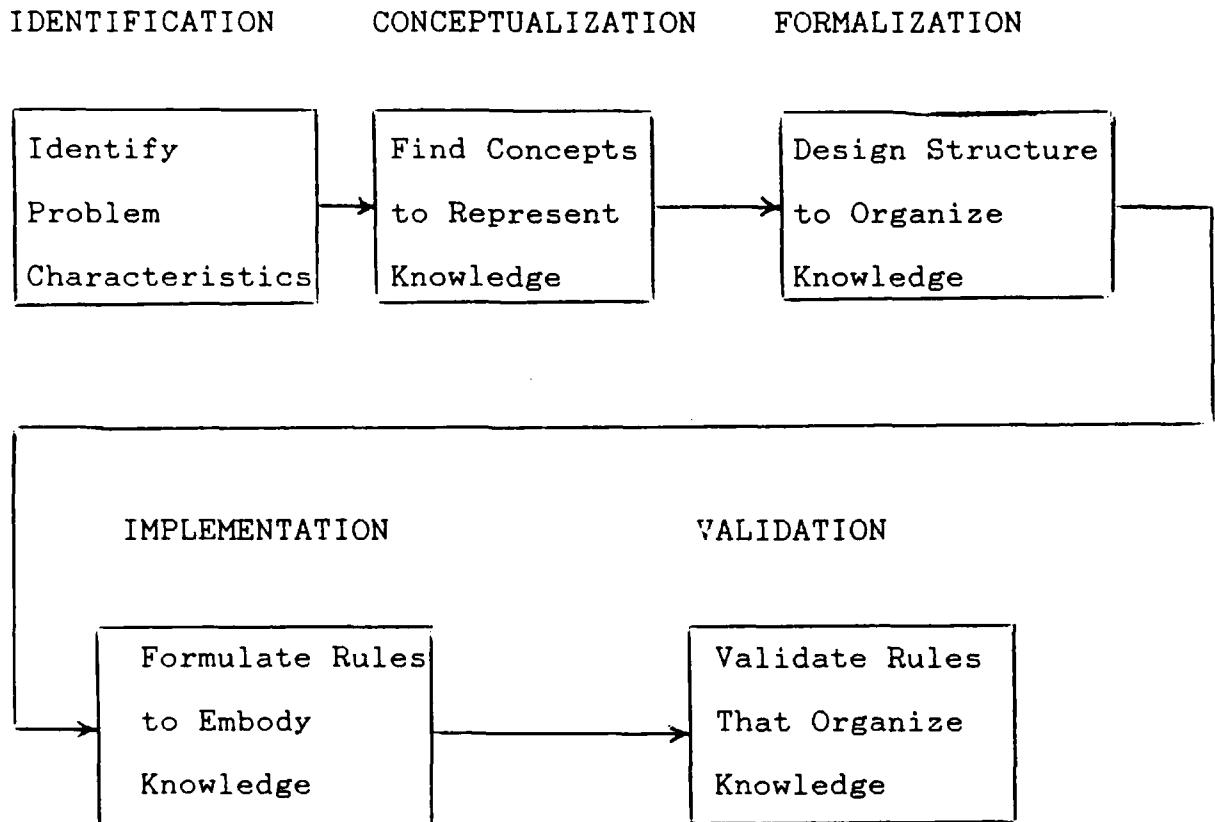 IDENTIFICATION CONCEPTUALIZATION FORMALIZATION
Identify
Problem
Characteristics
Find Concepts
to Represent
Knowledge
Design Structure
to Organize
Knowledge
IMPLEMENTATION VALIDATION
Formulate Rules
to Embody
Knowledge
Validate Rules
That Organize
Knowledge